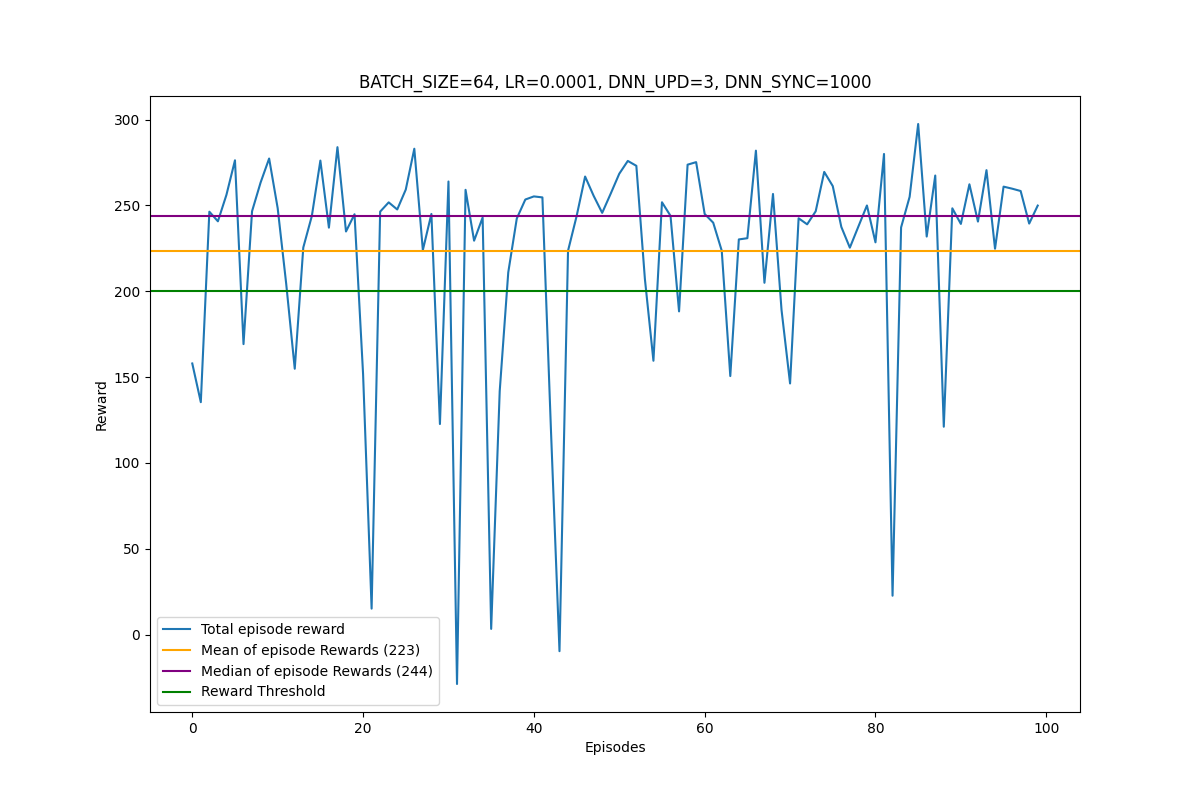 BATCH_SIZE=64, LR=0.0001, DNN_UPD=3, DNN_SYNC=1000
300
250
200
150
100
50
0
Reward
Total episode reward
Mean of episode Rewards (223)
Median of episode Rewards (244)
Reward Threshold
0 20 40 60 80 100
Episodes